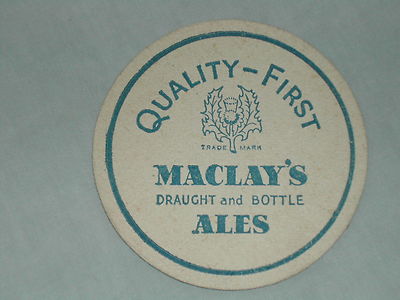 QUALITY-FIRST
TRADE MARK
MACLAY'S
DRAUGHT and BOTTLE
ALES